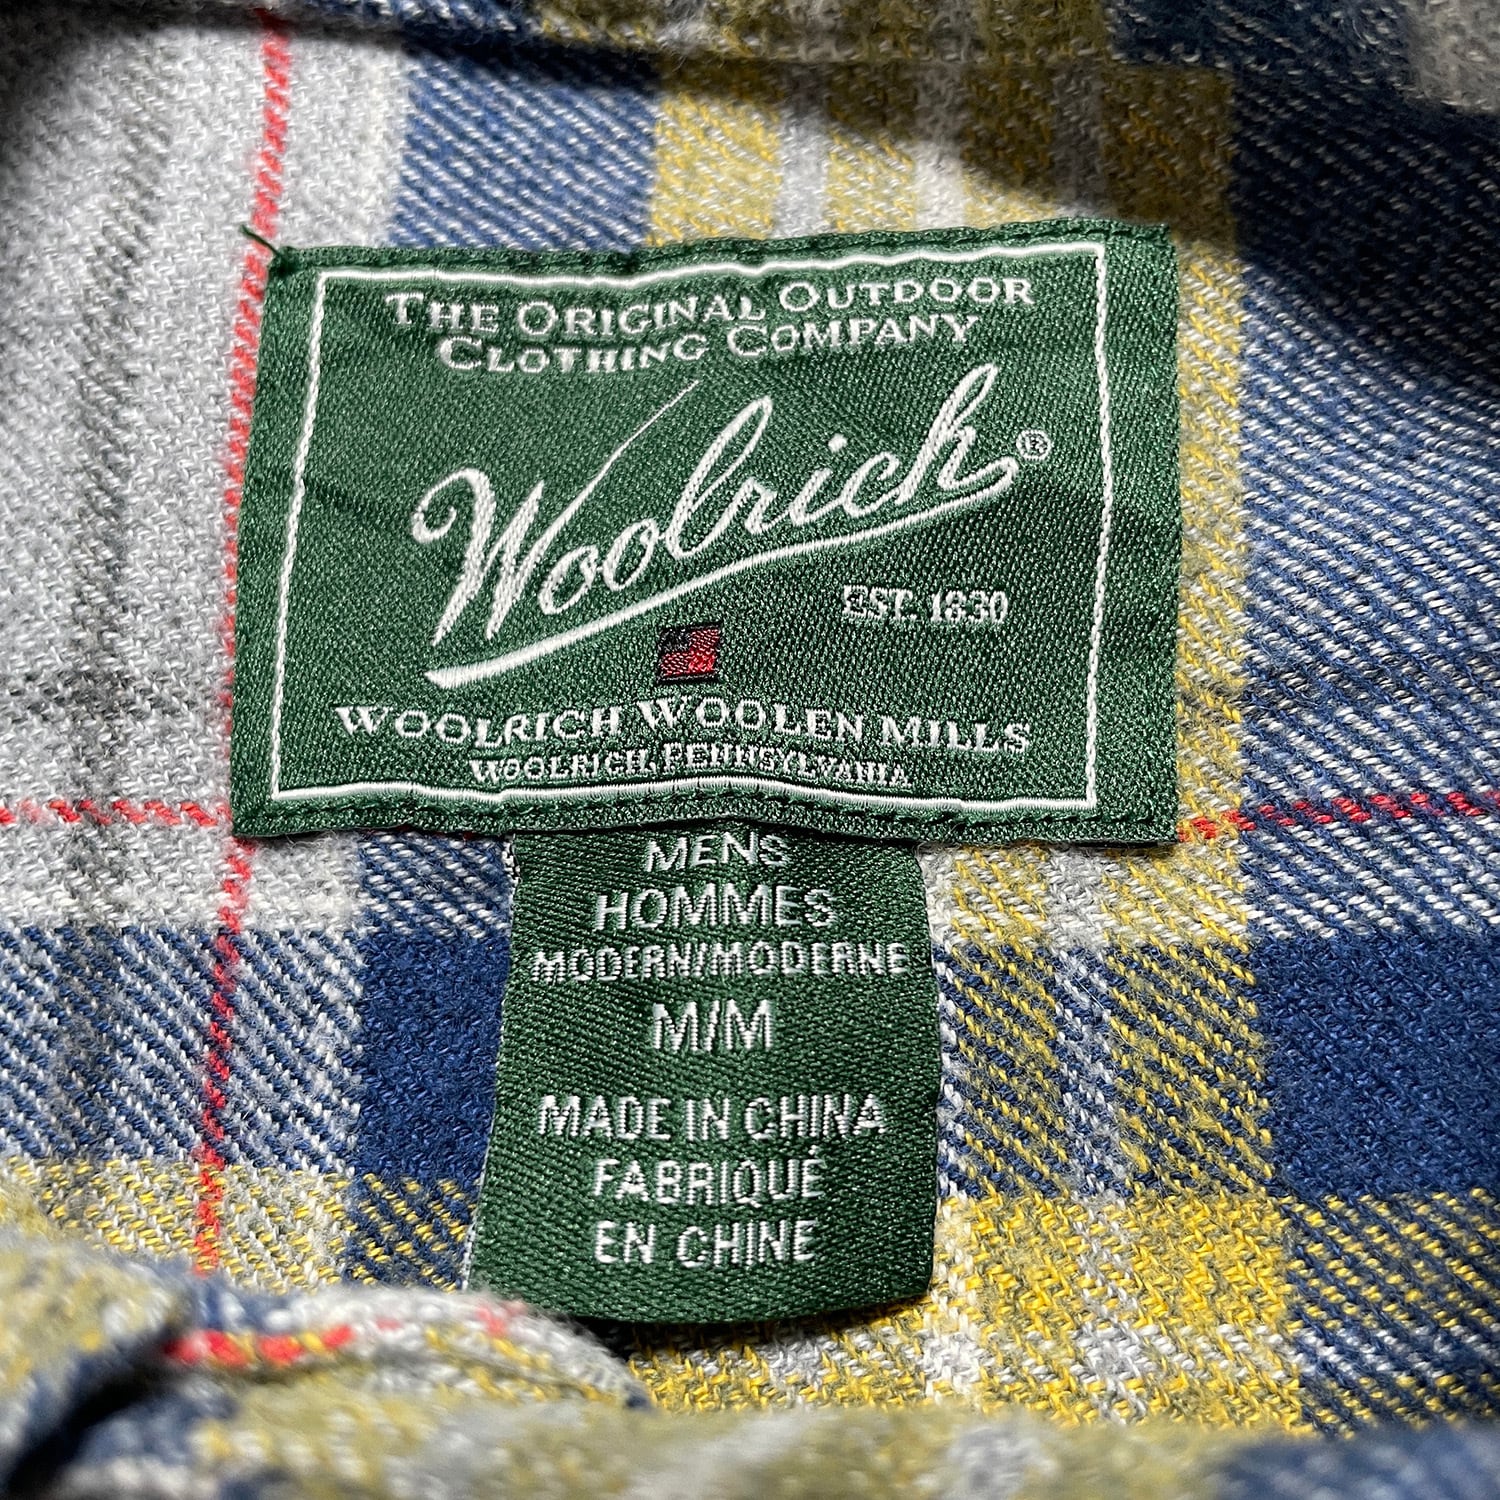 THE ORIGINAL OUTDOOR
CLOTHING COMPANY
Woolrich®
EST. 1830
WOOLRICH WOOLEN MILLS
WOOLRICH, PENNSYLVANIA
MENS
HOMMES
MODERN/MODERNE
M/M
MADE IN CHINA
FABRIQUÉ
EN CHINE